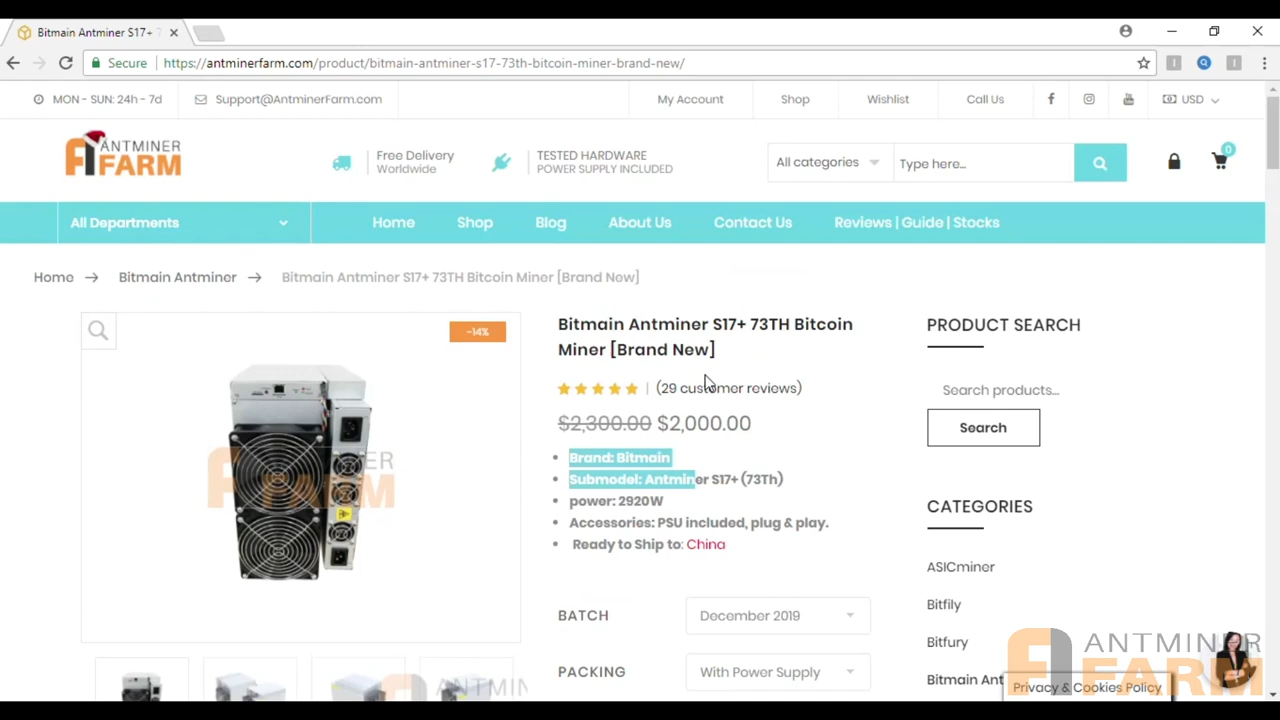 Bitmain Antminer S17+ 7
Secure
https://antminerfarm.com/product/bitmain-antminer-s17-73th-bitcoin-miner-brand-new/
MON - SUN: 24h - 7d
Support@AntminerFarm.com
My Account
Shop
Wishlist
Call Us
USD
ANTMINER
FARM
Free Delivery
Worldwide
TESTED HARDWARE
POWER SUPPLY INCLUDED
All categories
Type here...
0
All Departments
Home
Shop
Blog
About Us
Contact Us
Reviews | Guide | Stocks
Home → Bitmain Antminer → Bitmain Antminer S17+ 73TH Bitcoin Miner [Brand New]
-14%
Bitmain Antminer S17+ 73TH Bitcoin
Miner [Brand New]
| (29 customer reviews)
$2,300.00 $2,000.00
• Brand: Bitmain
• Submodel: Antminer S17+ (73Th)
• power: 2920W
• Accessories: PSU included, plug & play.
• Ready to Ship to: China
BATCH
December 2019
PACKING
With Power Supply
PRODUCT SEARCH
Search products...
Search
CATEGORIES
ASICminer
Bitfily
Bitfury
Bitmain Ant
Privacy & Cookies Policy
ANTMINER
FARM